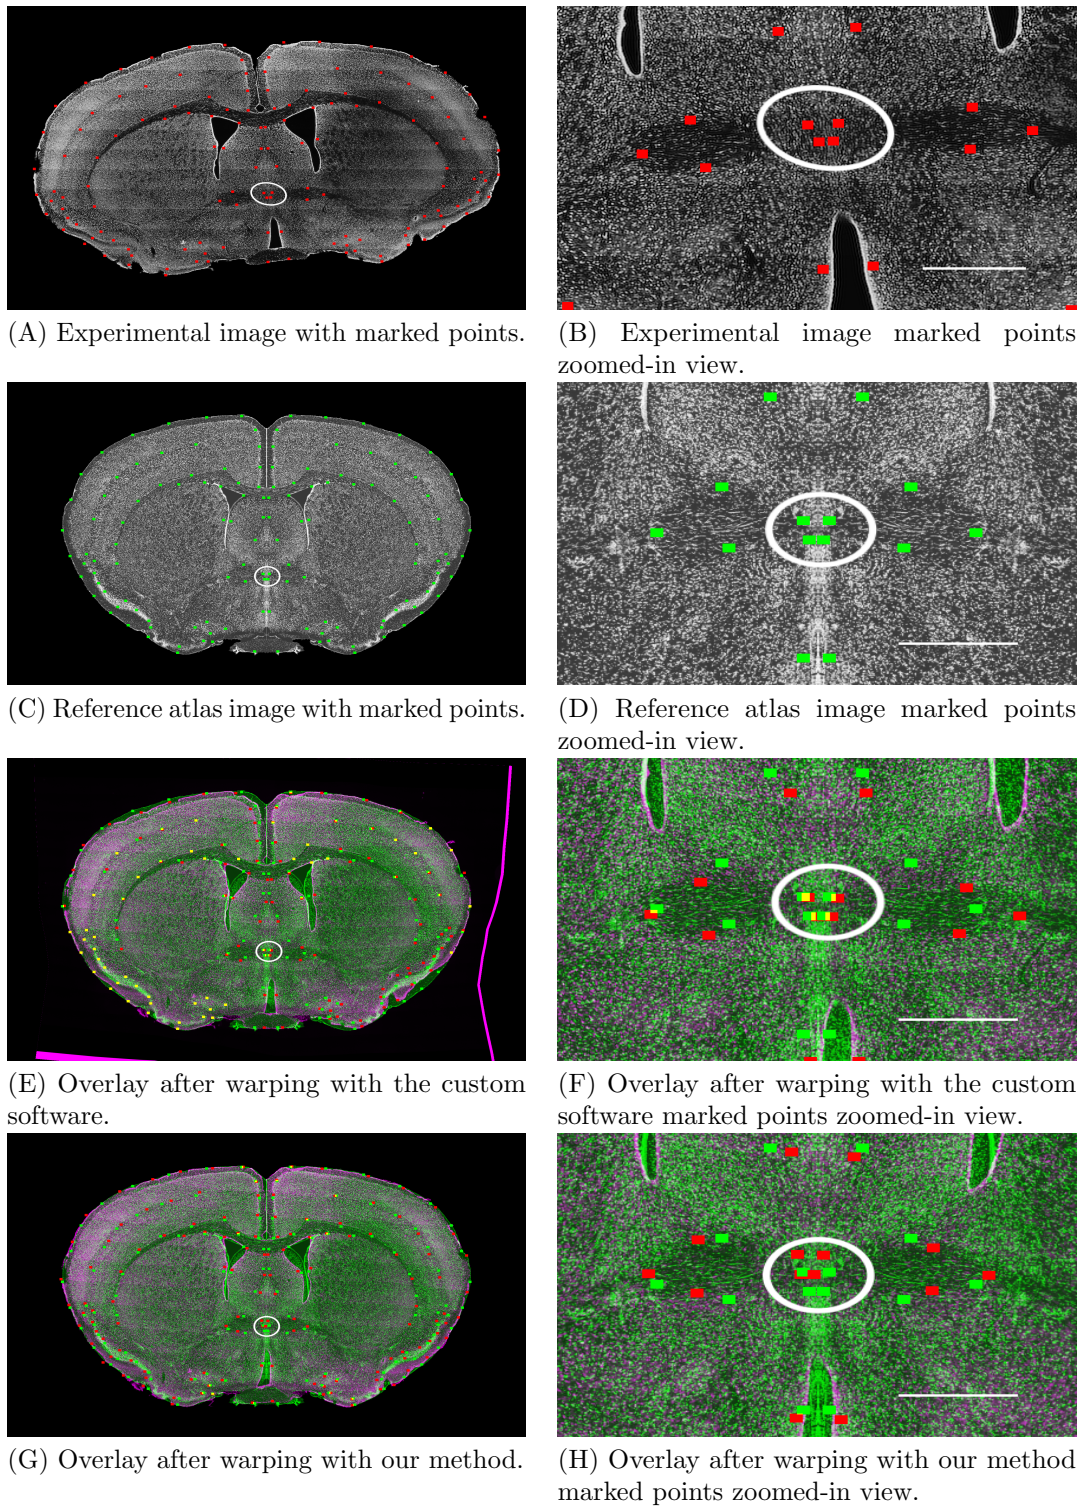 (A) Experimental image with marked points.
(B) Experimental image marked points
zoomed-in view.
(C) Reference atlas image with marked points.
(D) Reference atlas image marked points
zoomed-in view.
(E) Overlay after warping with the custom
software.
(F) Overlay after warping with the custom
software marked points zoomed-in view.
(G) Overlay after warping with our method.
(H) Overlay after warping with our method
marked points zoomed-in view.